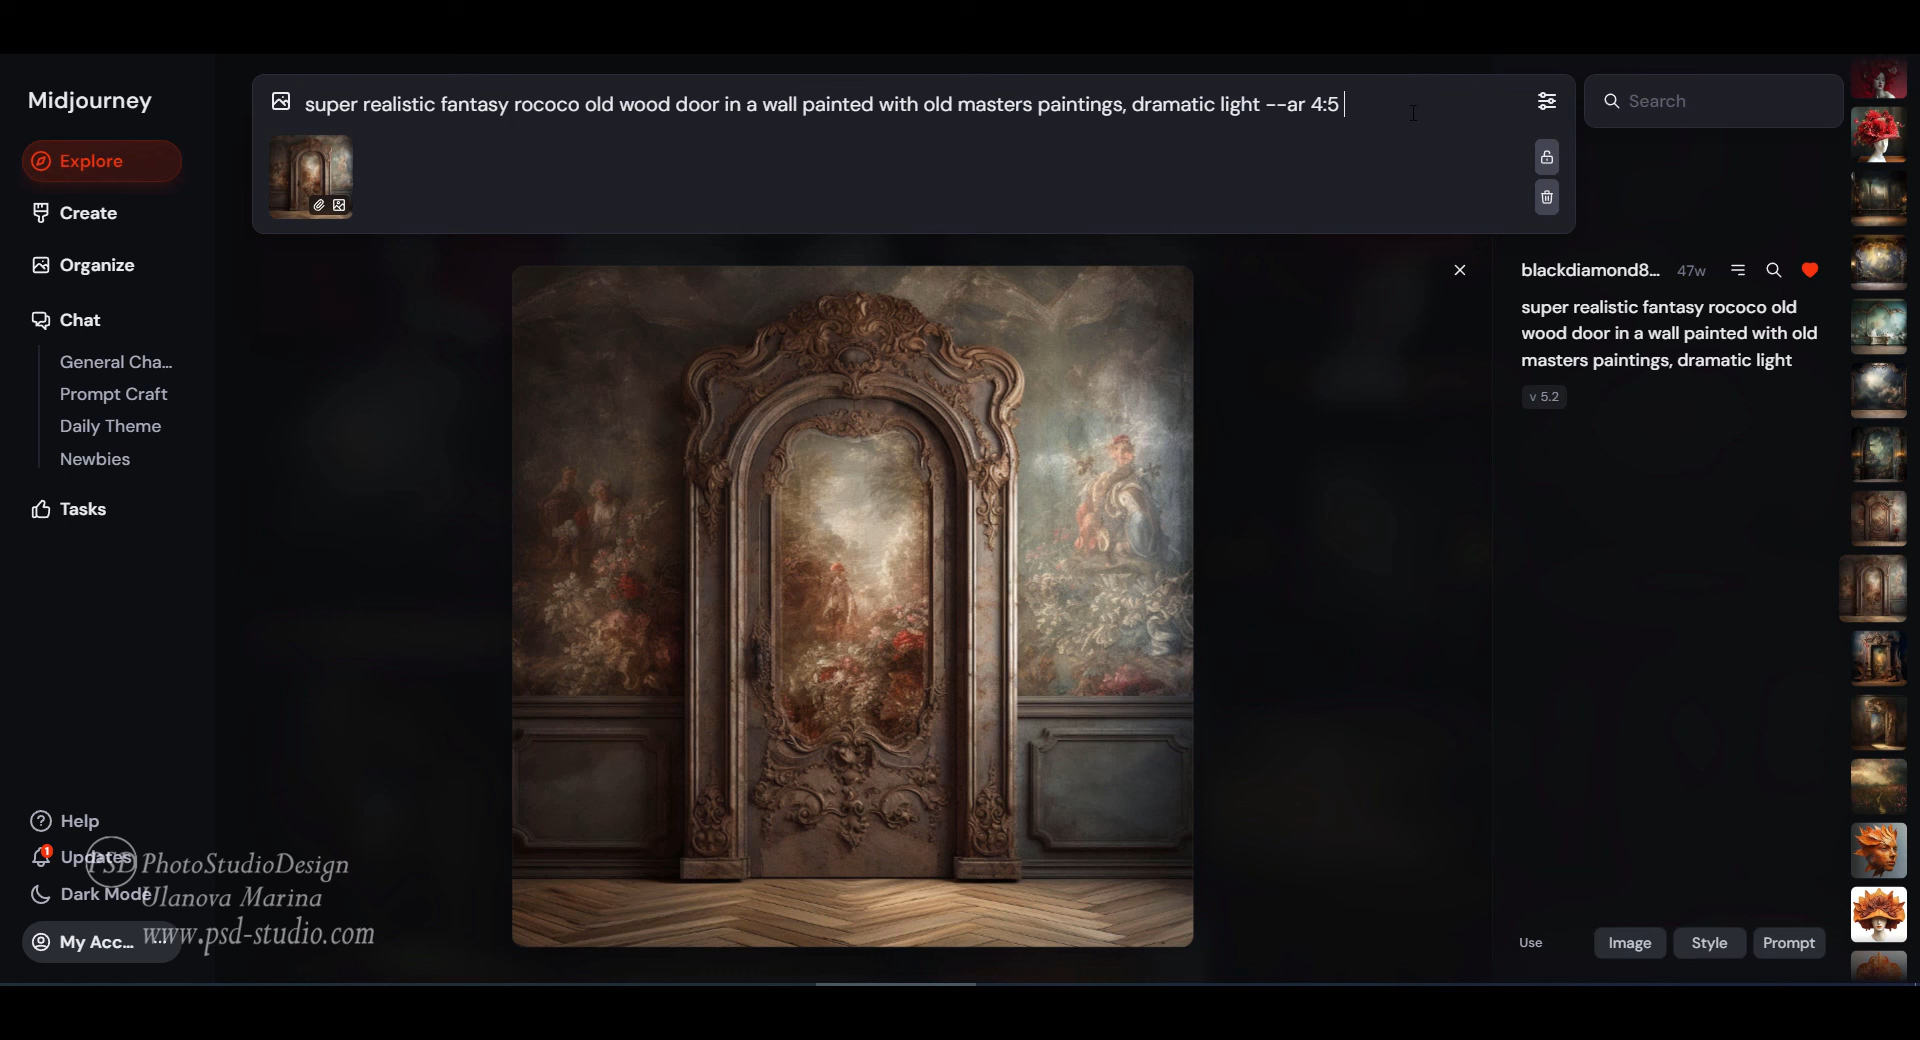 Midjourney
super realistic fantasy rococo old wood door in a wall painted with old masters paintings, dramatic light --ar 4:5
Search
Explore
Create
Organize
Chat
General Cha...
Prompt Craft
Daily Theme
Newbies
Tasks
blackdiamond8... 47w
super realistic fantasy rococo old
wood door in a wall painted with old
masters paintings, dramatic light
v 5.2
Help
1
Updates
Dark Mode
My Acc... ...
PSD PhotoStudioDesign
Ulanova Marina
www.psd-studio.com
Use Image Style Prompt